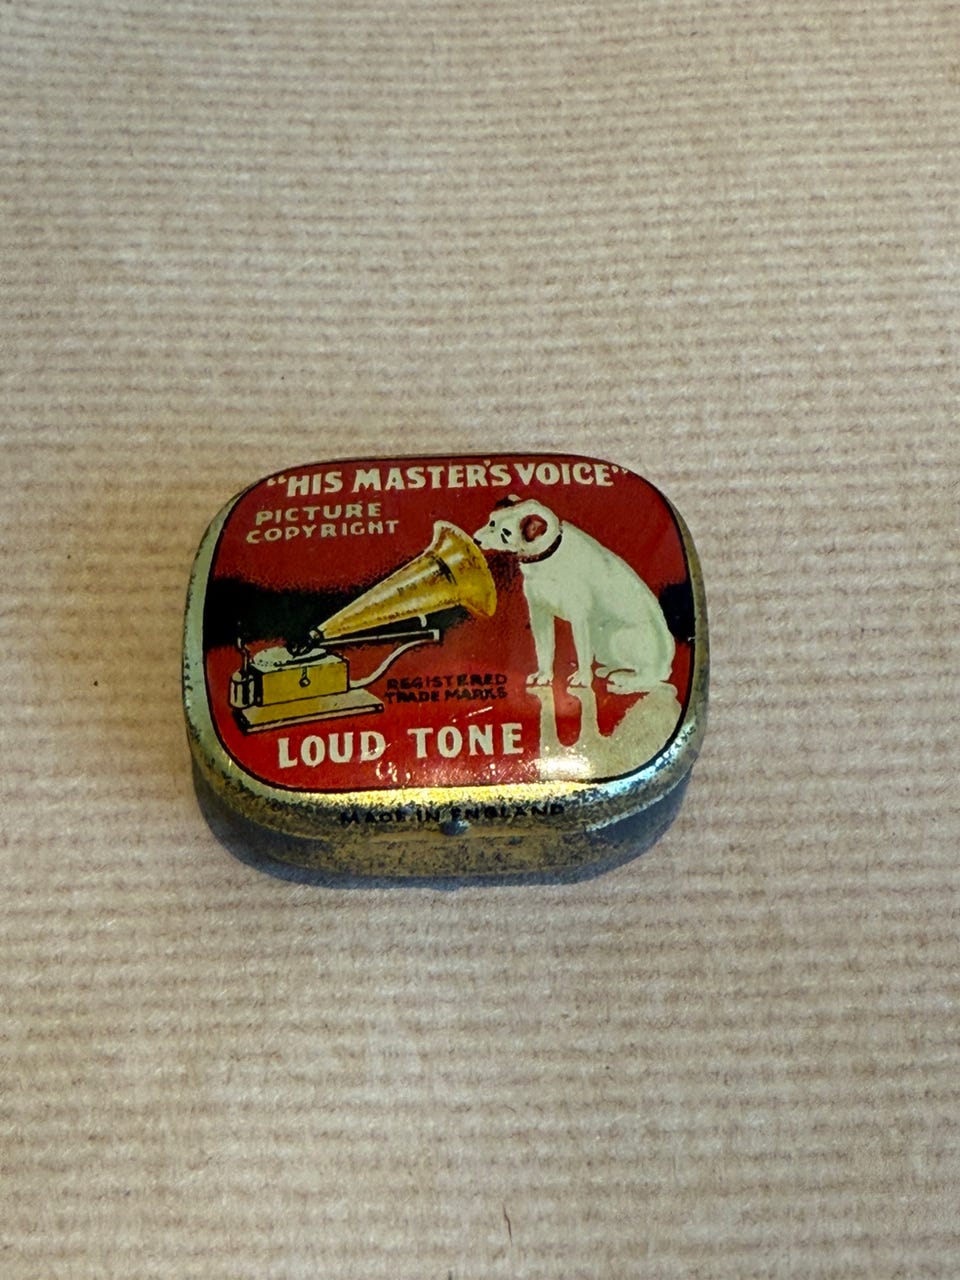 "HIS MASTER'S VOICE"
PICTURE
COPYRIGHT
REGISTERED
TRADE MARKS
LOUD TONE
MADE IN ENGLAND